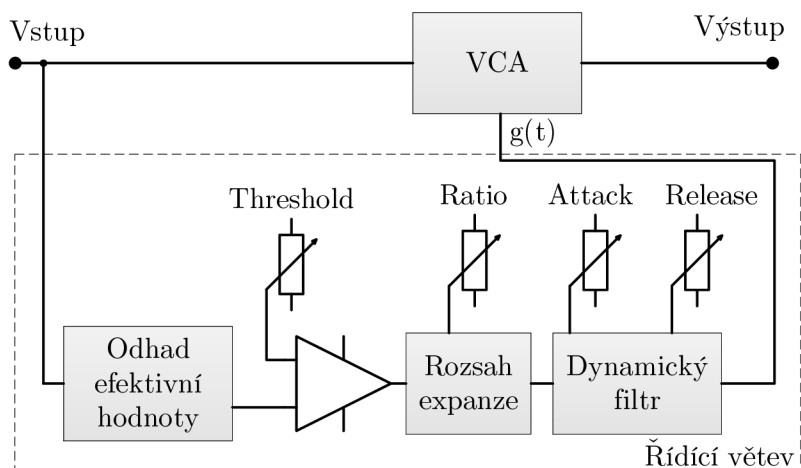 Vstup
VCA
Výstup
g(t)
Threshold
Ratio
Attack
Release
Odhad
efektivní
hodnoty
Rozsah
expanze
Dynamický
filtr
Řídící větev